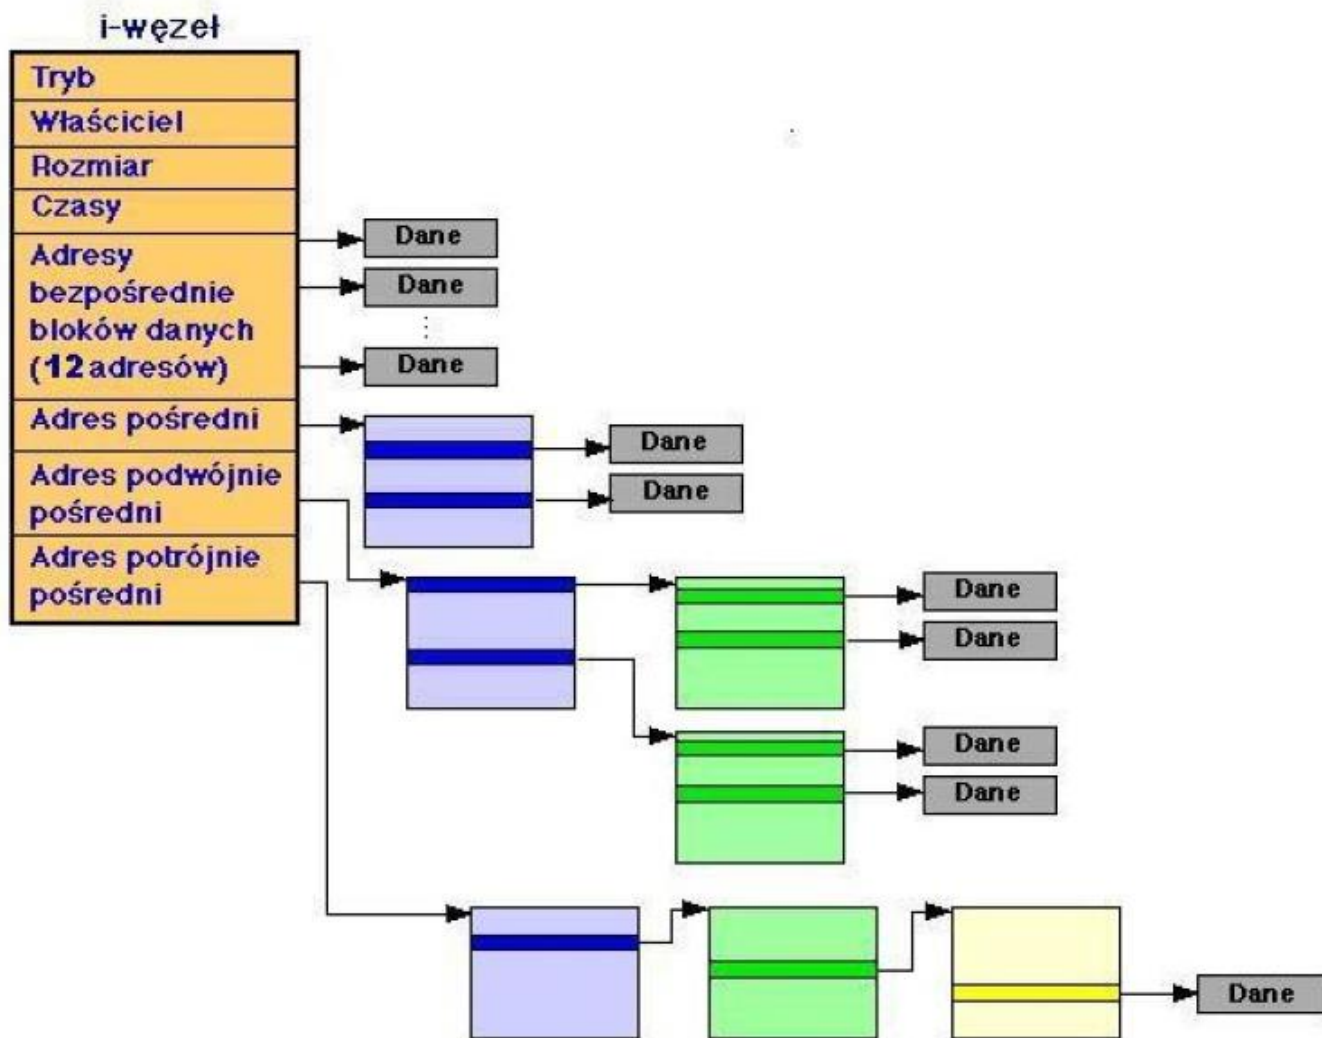 i-węzeł
Tryb
Właściciel
Rozmiar
Czasy
Adresy
bezpośrednie
bloków danych
(12 adresów)
Adres pośredni
Adres podwójnie
pośredni
Adres potrójnie
pośredni
Dane
Dane
Dane
Dane
Dane
Dane
Dane
Dane
Dane
Dane